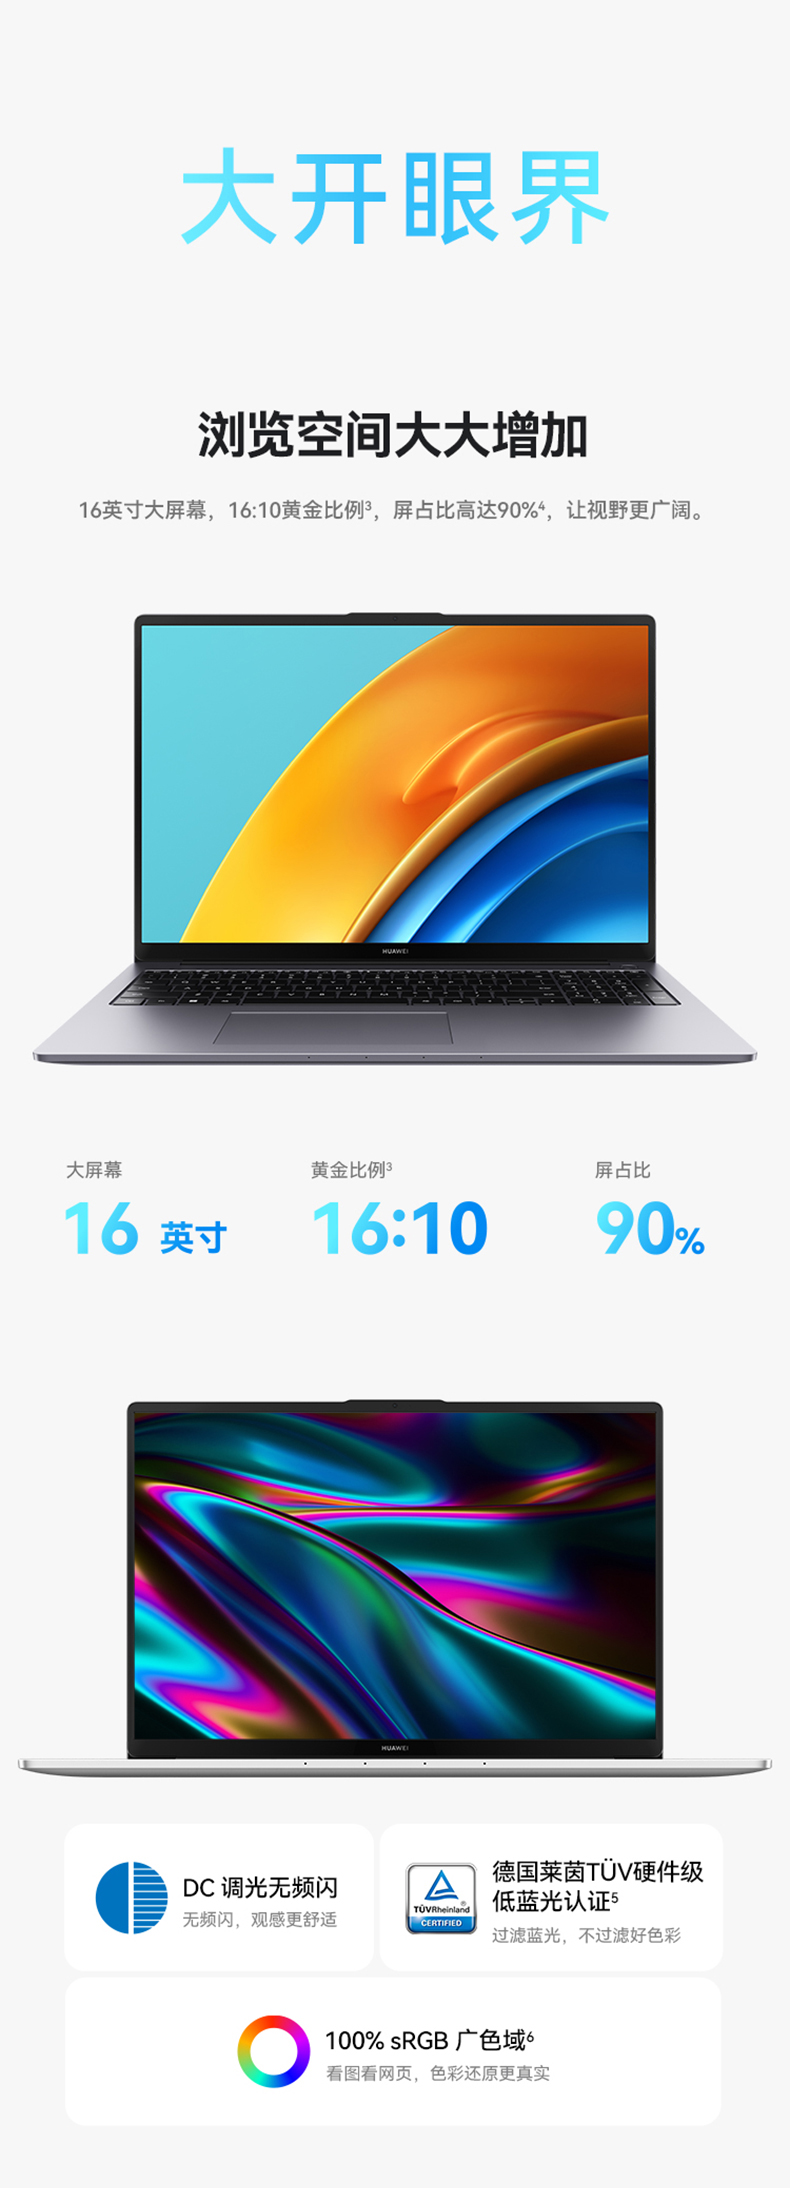 大开眼界
浏览空间大大增加
16英寸大屏幕，16:10黄金比例³，屏占比高达90%⁴，让视野更广阔。
HUAWEI
大屏幕
16 英寸
黄金比例³
16:10
屏占比
90%
HUAWEI
DC 调光无频闪
无频闪，观感更舒适
TÜVRheinland®
CERTIFIED
德国莱茵TÜV硬件级
低蓝光认证⁵
过滤蓝光，不过滤好色彩
100% sRGB 广色域⁶
看图看网页，色彩还原更真实